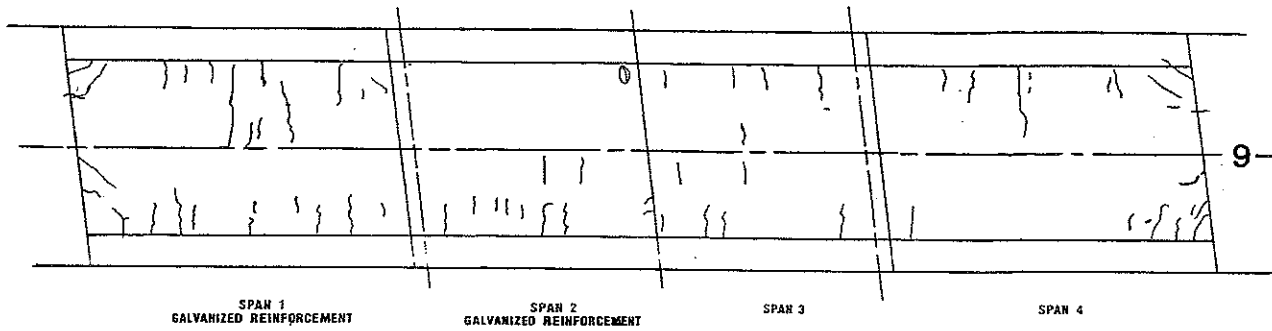 9
SPAN 1
GALVANIZED REINFORCEMENT
SPAN 2
GALVANIZED REINFORCEMENT
SPAN 3
SPAN 4